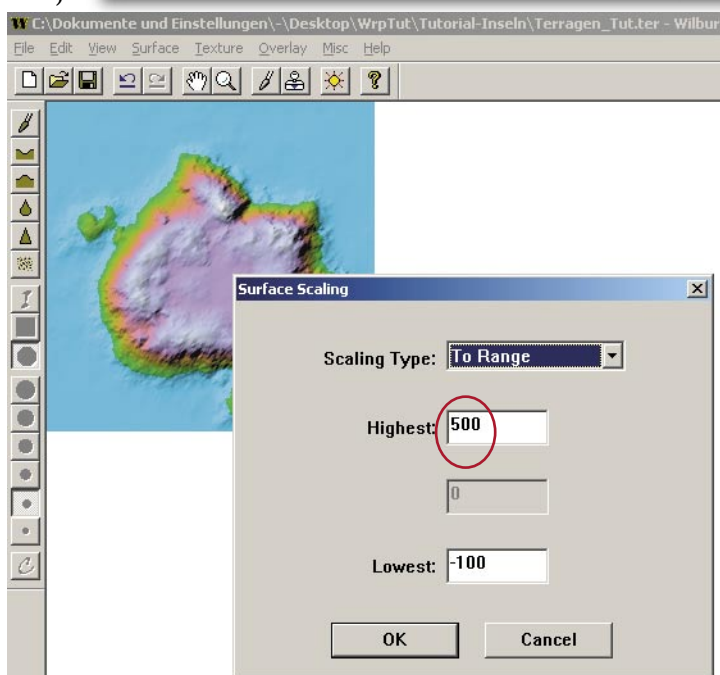 C:\Dokumente und Einstellungen\-\Desktop\WrpTut\Tutorial-Inseln\Terragen_Tut.ter - Wilbur
File Edit View Surface Texture Overlay Misc Help
Surface Scaling
Scaling Type: To Range
Highest: 500
0
Lowest: -100
OK Cancel